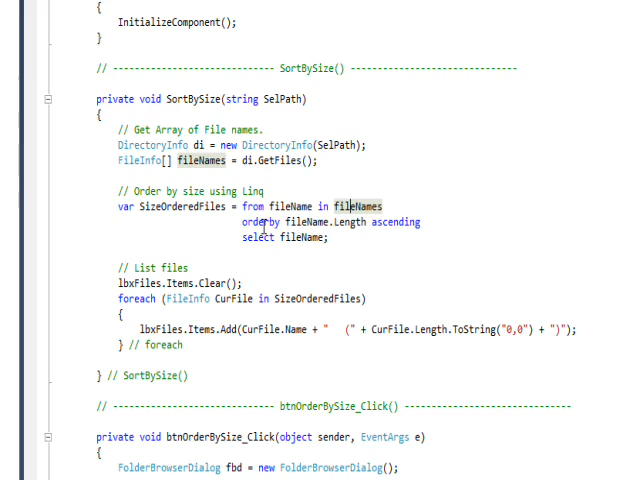 {
InitializeComponent();
}
// ------------------------------ SortBySize() -------------------------------
private void SortBySize(string SelPath)
{
// Get Array of File names.
DirectoryInfo di = new DirectoryInfo(SelPath);
FileInfo[] fileNames = di.GetFiles();
// Order by size using Linq
var SizeOrderedFiles = from fileName in fileNames
orderby fileName.Length ascending
select fileName;
// List files
lbxFiles.Items.Clear();
foreach (FileInfo CurFile in SizeOrderedFiles)
{
lbxFiles.Items.Add(CurFile.Name + "   (" + CurFile.Length.ToString("0,0") + ")");
} // foreach
} // SortBySize()
// ------------------------------ btnOrderBySize_Click() -------------------------------
private void btnOrderBySize_Click(object sender, EventArgs e)
{
FolderBrowserDialog fbd = new FolderBrowserDialog();